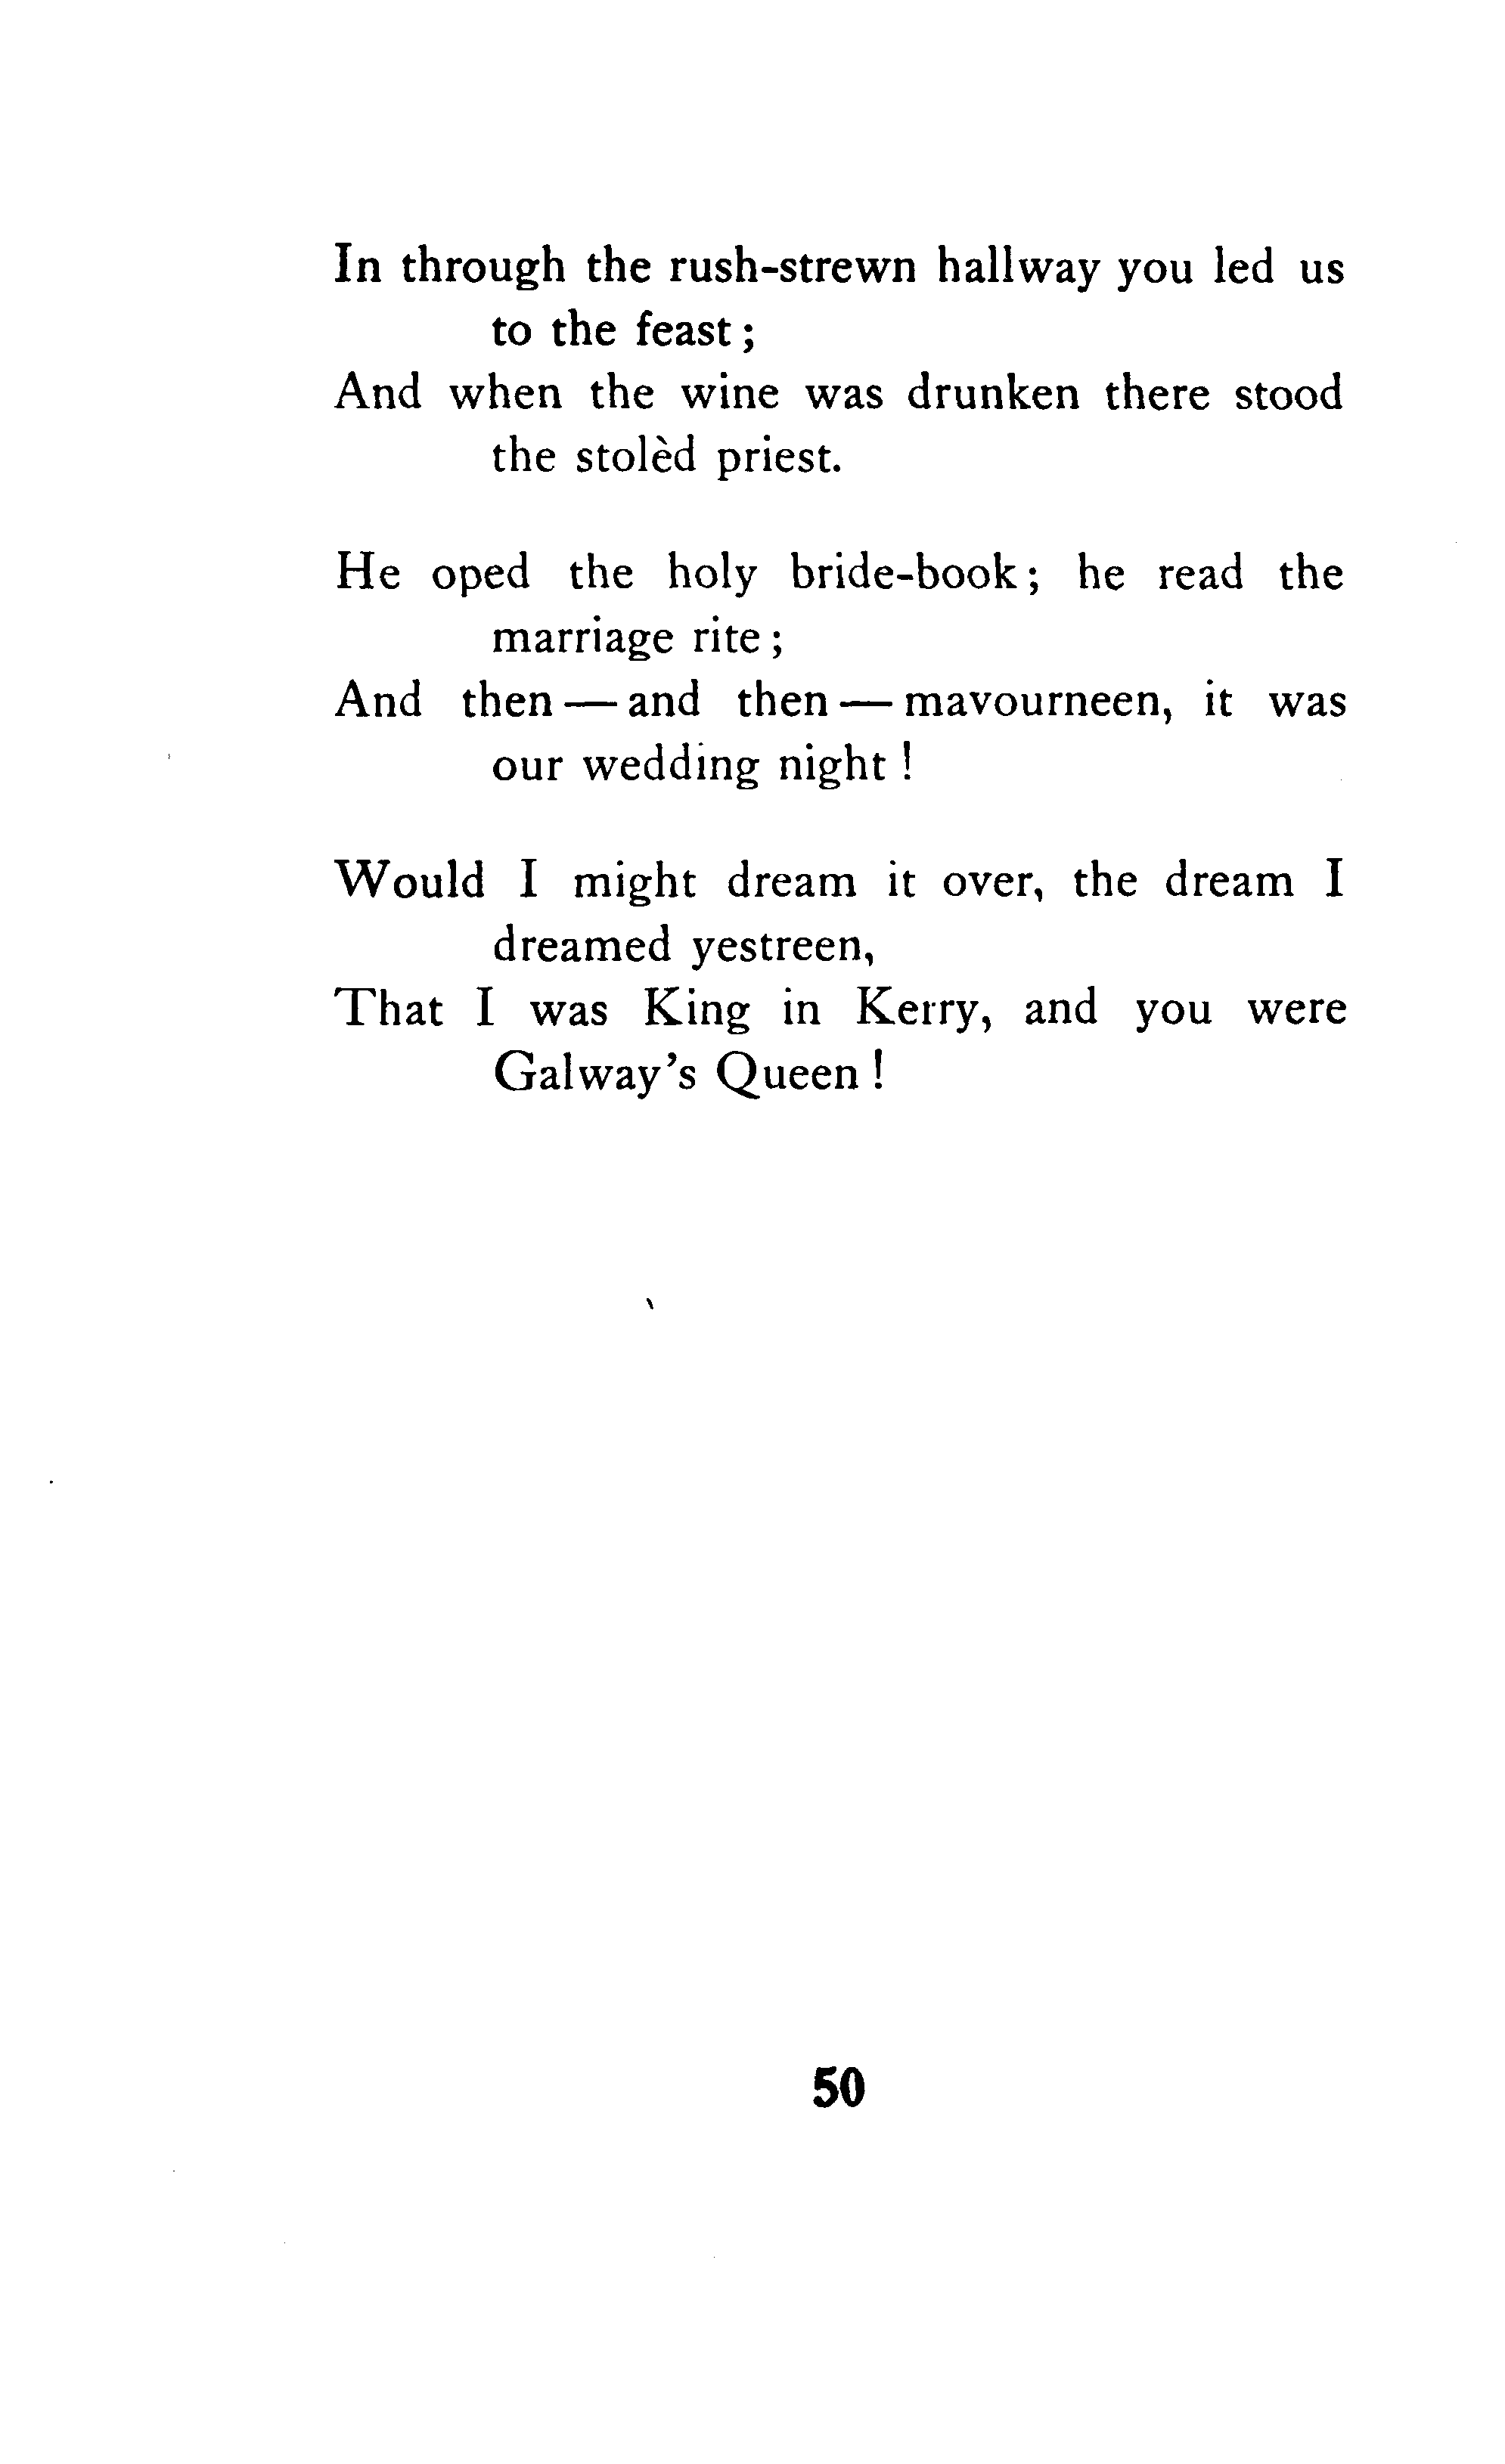 In through the rush-strewn hallway you led us
to the feast ;
And when the wine was drunken there stood
the stolèd priest.
He oped the holy bride-book ; he read the
marriage rite ;
And then — and then — mavourneen, it was
our wedding night !
Would I might dream it over, the dream I
dreamed yestreen,
That I was King in Kerry, and you were
Galway's Queen !
50